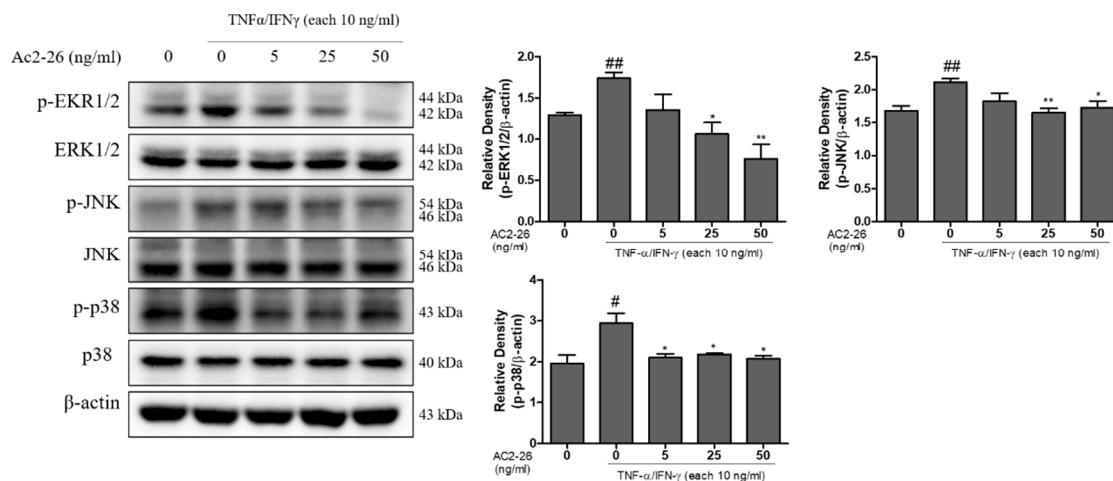 TNFα/IFNγ (each 10 ng/ml)
Ac2-26 (ng/ml) 0 0 5 25 50
p-EKR1/2 44 kDa
42 kDa
ERK1/2 44 kDa
42 kDa
p-JNK 54 kDa
46 kDa
JNK 54 kDa
46 kDa
p-p38 43 kDa
p38 40 kDa
β-actin 43 kDa
Relative Density
(p-ERK1/2/β-actin)
2.0
1.5
1.0
0.5
0.0
## * **
0 0 5 25 50
AC2-26
(ng/ml)
TNF-α/IFN-γ (each 10 ng/ml)
Relative Density
(p-JNK/β-actin)
2.5
2.0
1.5
1.0
0.5
0.0
## ** *
0 0 5 25 50
AC2-26
(ng/ml)
TNF-α/IFN-γ (each 10 ng/ml)
Relative Density
(p-p38/β-actin)
4
3
2
1
0
# * * *
0 0 5 25 50
AC2-26
(ng/ml)
TNF-α/IFN-γ (each 10 ng/ml)